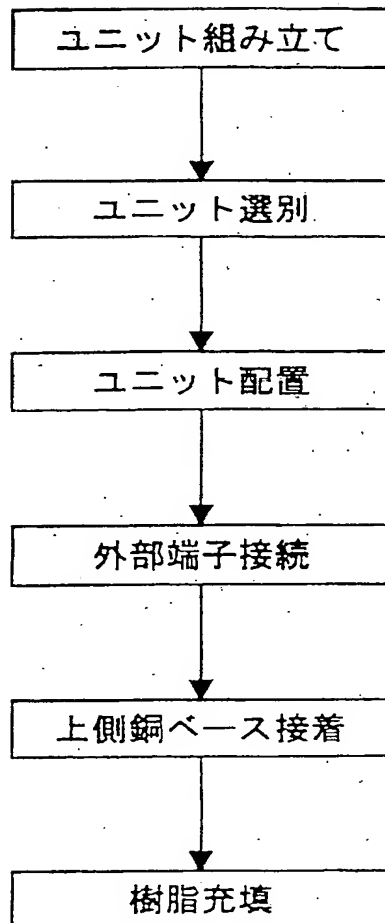 ユニット組み立て
ユニット選別
ユニット配置
外部端子接続
上側銅ベース接着
樹脂充填